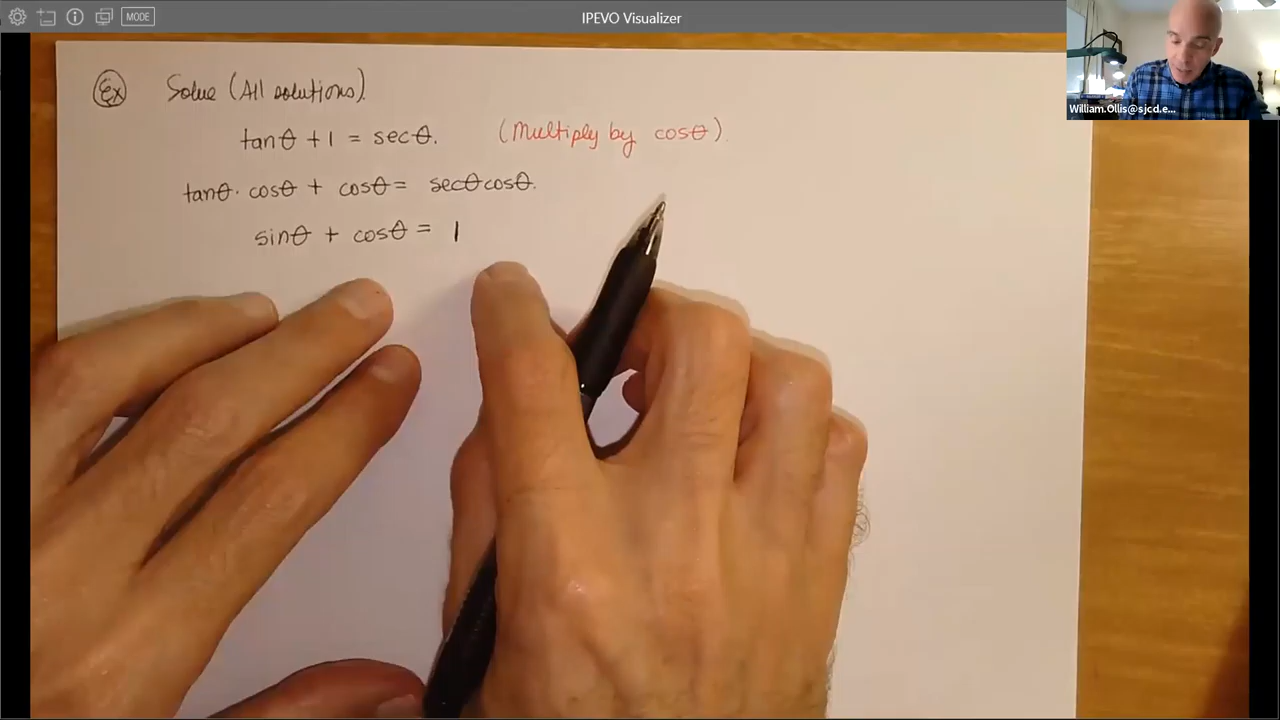 MODE
IPEVO Visualizer
William.Ollis@sjcd.e...
Ex Solve (All solutions).
tanθ + 1 = secθ. (Multiply by cosθ).
tanθ · cosθ + cosθ = secθcosθ.
sinθ + cosθ = 1